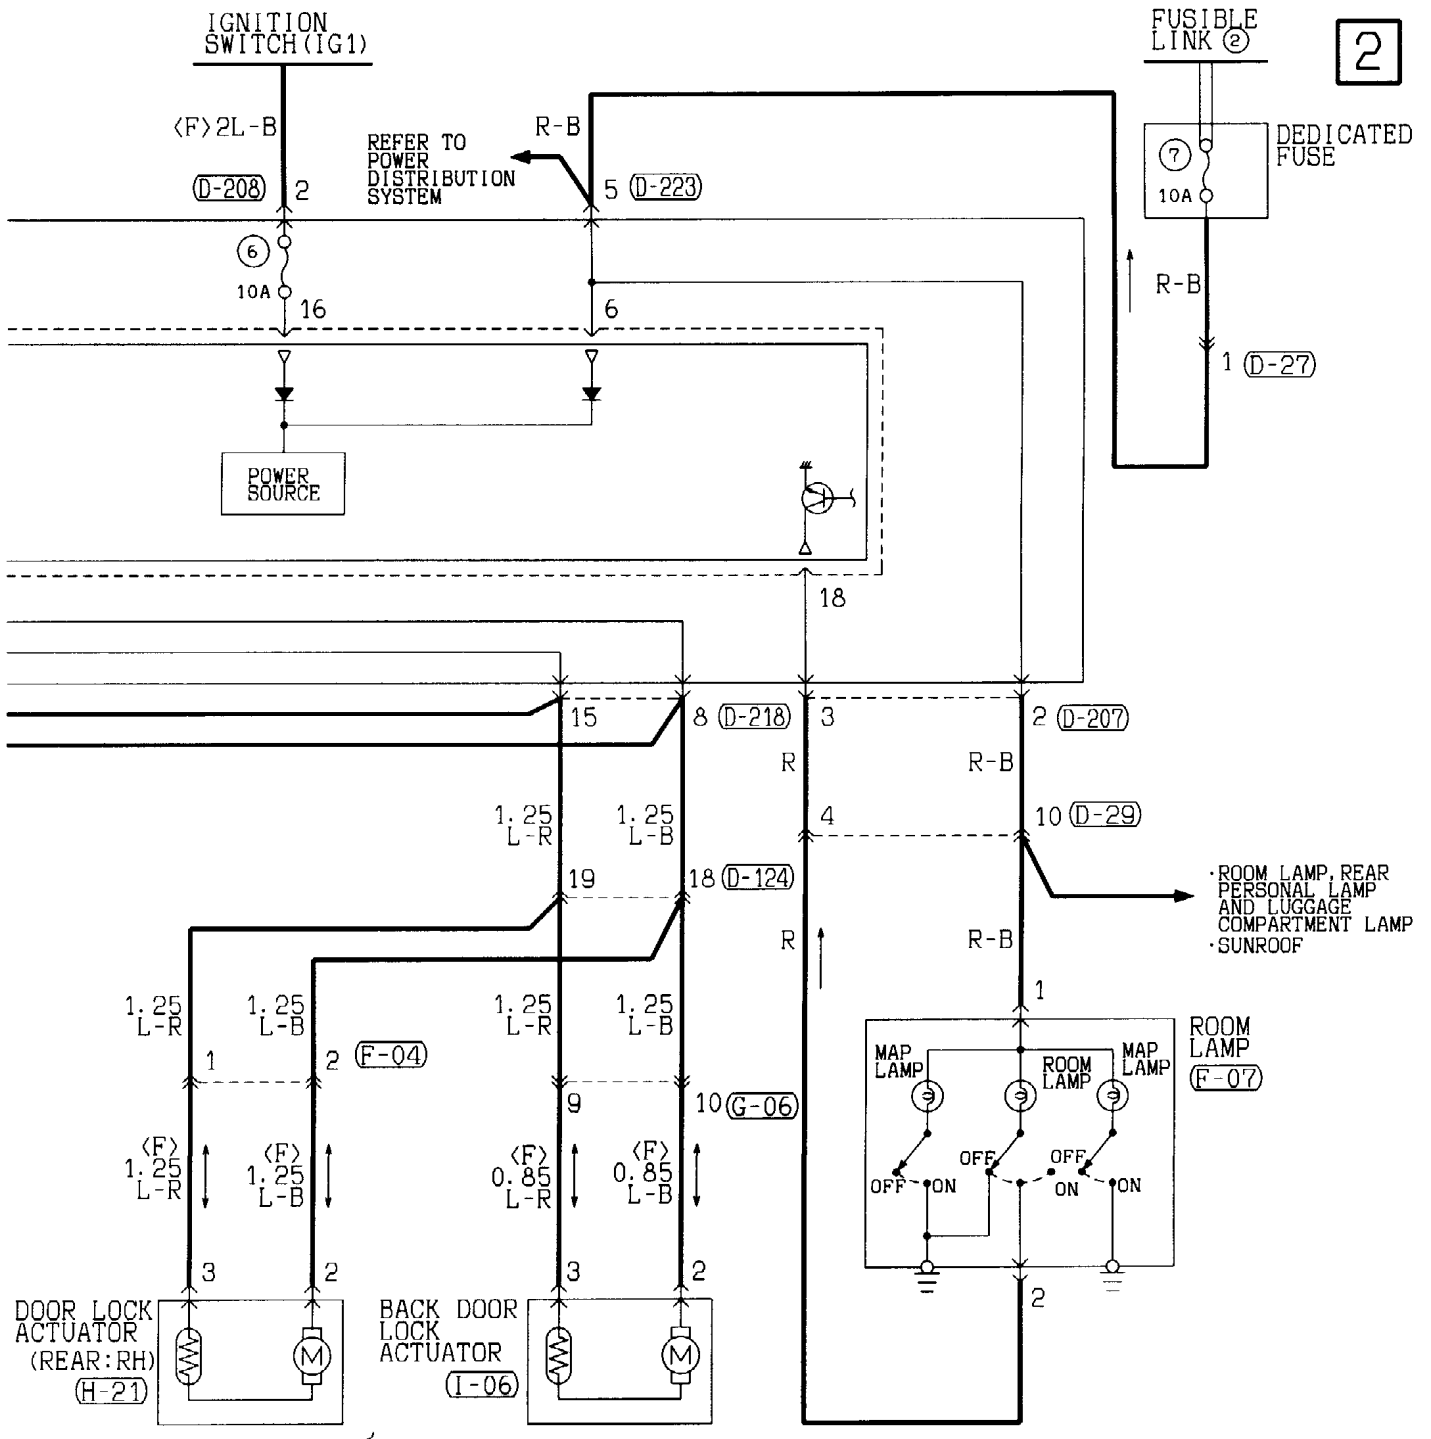 IGNITION
SWITCH(IG1)
FUSIBLE
LINK ②
2
<F>2L-B
REFER TO
POWER
DISTRIBUTION
SYSTEM
R-B
DEDICATED
FUSE
⑦
10A
D-208
2
5
D-223
⑥
10A
16
6
R-B
1
D-27
POWER
SOURCE
18
15
8
D-218
3
2
D-207
R
R-B
1.25
L-R
1.25
L-B
4
10
D-29
19
18
D-124
·ROOM LAMP, REAR
PERSONAL LAMP
AND LUGGAGE
COMPARTMENT LAMP
·SUNROOF
R
R-B
1.25
L-R
1.25
L-B
1.25
L-R
1.25
L-B
1
ROOM
LAMP
F-07
1
2
F-04
MAP
LAMP
ROOM
LAMP
MAP
LAMP
9
10
G-06
<F>
1.25
L-R
<F>
1.25
L-B
<F>
0.85
L-R
<F>
0.85
L-B
OFF
ON
OFF
ON
OFF
ON
3
2
3
2
2
DOOR LOCK
ACTUATOR
(REAR:RH)
H-21
M
BACK DOOR
LOCK
ACTUATOR
I-06
M